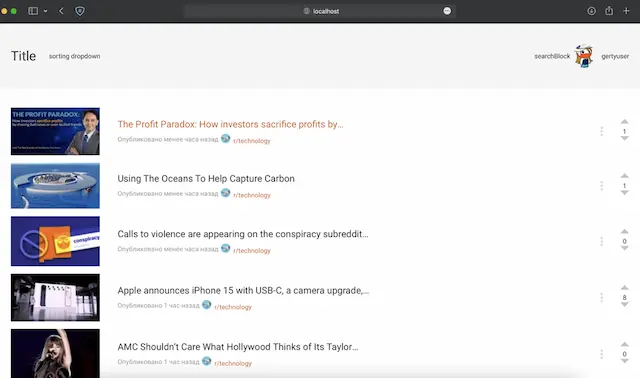 localhost
Title
sorting dropdown
searchBlock
gertyuser
THE PROFIT PARADOX:
How investors sacrifice profits
The Profit Paradox: How investors sacrifice profits by...
Опубликовано менее часа назад r/technology
1
Using The Oceans To Help Capture Carbon
Опубликовано менее часа назад r/technology
1
conspiracy
Calls to violence are appearing on the conspiracy subreddit...
Опубликовано менее часа назад r/technology
0
Apple announces iPhone 15 with USB-C, a camera upgrade,...
Опубликовано 1 час назад r/technology
8
AMC Shouldn't Care What Hollywood Thinks of Its Taylor...
Опубликовано 1 час назад r/technology
0